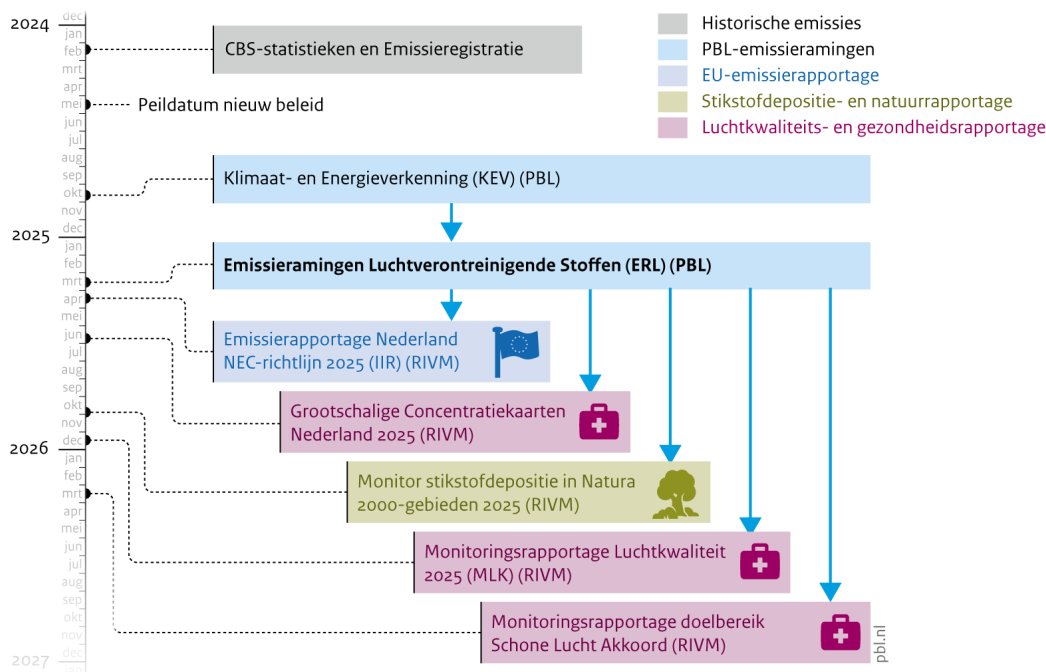 dec
2024
jan
feb
mrt
apr
mei
jun
jul
aug
sep
okt
nov
dec
2025
jan
feb
mrt
apr
mei
jun
jul
aug
sep
okt
nov
dec
2026
jan
feb
mrt
apr
mei
jun
jul
aug
sep
okt
nov
dec
2027
jan
Historische emissies
PBL-emissieramingen
EU-emissierapportage
Stikstofdepositie- en natuurrapportage
Luchtkwaliteits- en gezondheidsrapportage
CBS-statistieken en Emissieregistratie
Peildatum nieuw beleid
Klimaat- en Energieverkenning (KEV) (PBL)
Emissieramingen Luchtverontreinigende Stoffen (ERL) (PBL)
Emissierapportage Nederland
NEC-richtlijn 2025 (IIR) (RIVM)
Grootschalige Concentratiekaarten
Nederland 2025 (RIVM)
Monitor stikstofdepositie in Natura
2000-gebieden 2025 (RIVM)
Monitoringsrapportage Luchtkwaliteit
2025 (MLK) (RIVM)
Monitoringsrapportage doelbereik
Schone Lucht Akkoord (RIVM)
pbl.nl